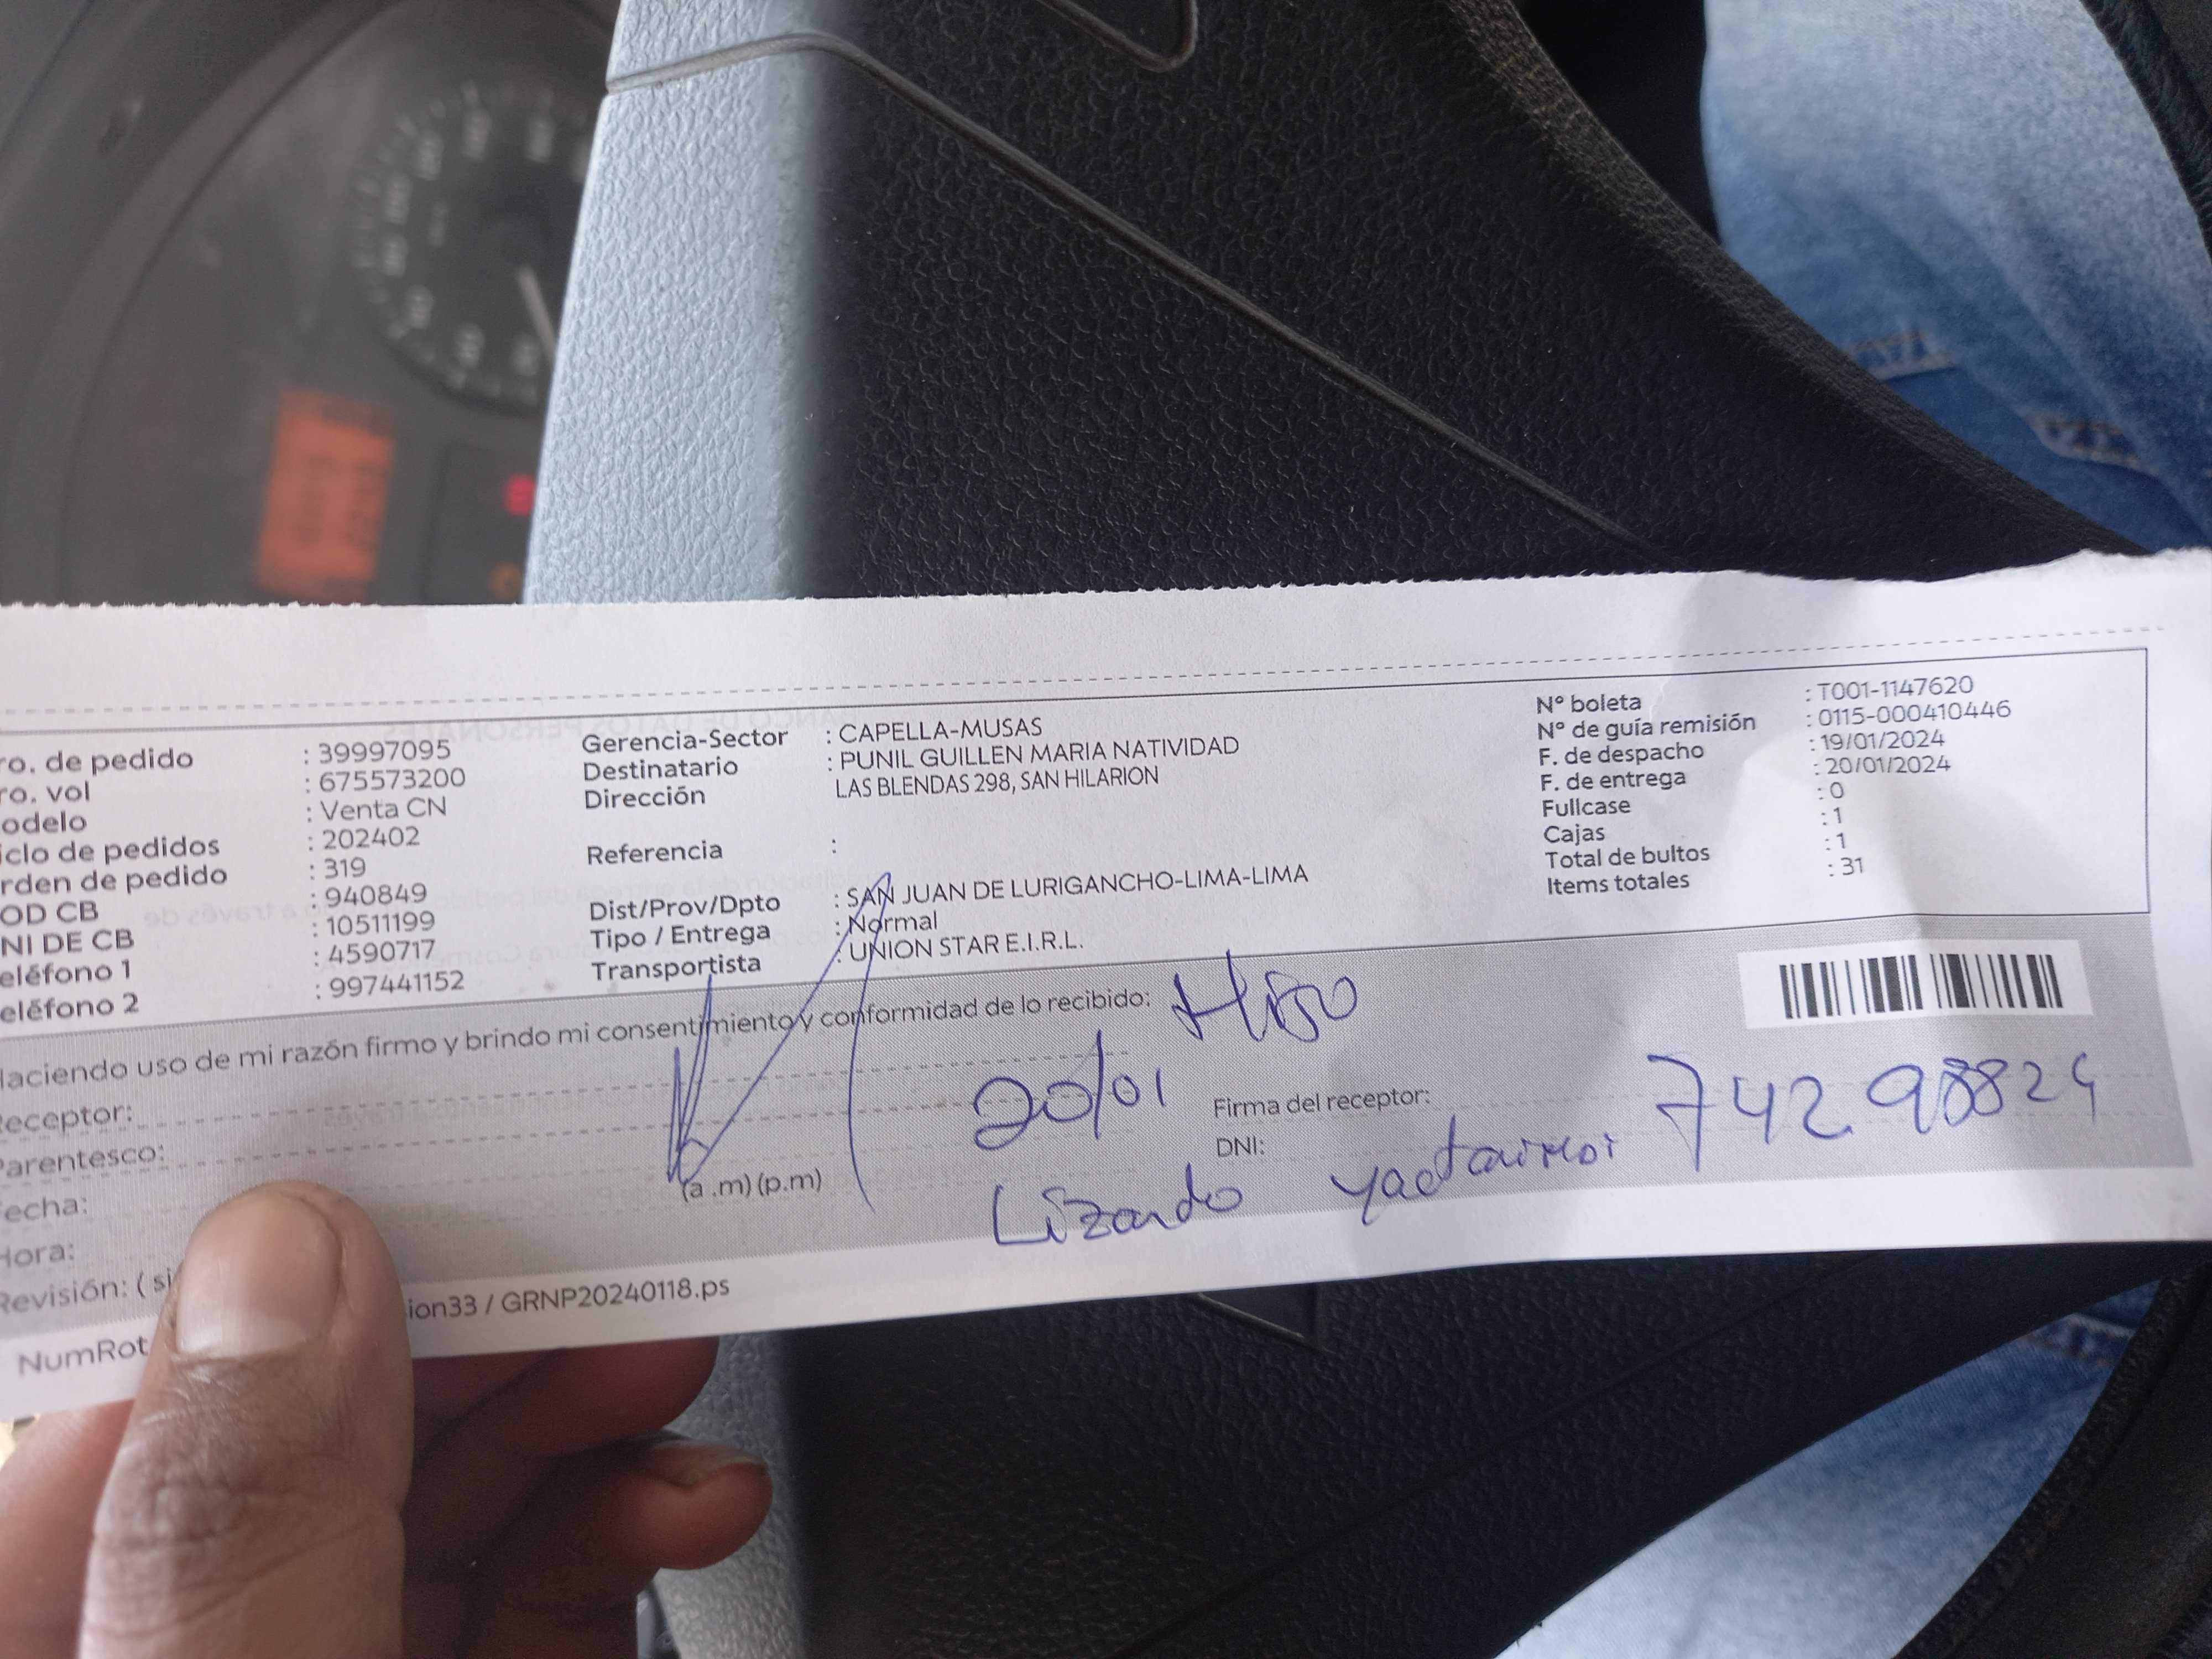 ro. de pedido : 39997095
ro. vol : 675573200
odelo : Venta CN
iclo de pedidos : 202402
rden de pedido : 319
OD CB : 940849
NI DE CB : 10511199
eléfono 1 : 4590717
eléfono 2 : 997441152
Gerencia-Sector : CAPELLA-MUSAS
Destinatario : PUNIL GUILLEN MARIA NATIVIDAD
Dirección LAS BLENDAS 298, SAN HILARION
Referencia :
Dist/Prov/Dpto : SAN JUAN DE LURIGANCHO-LIMA-LIMA
Tipo / Entrega : Normal
Transportista : UNION STAR E.I.R.L.
Nº boleta : T001-1147620
Nº de guía remisión : 0115-000410446
F. de despacho : 19/01/2024
F. de entrega : 20/01/2024
Fullcase : 0
Cajas : 1
Total de bultos : 1
Items totales : 31
Haciendo uso de mi razón firmo y brindo mi consentimiento y conformidad de lo recibido: Hijo
Receptor:
Parentesco:
Fecha: 20/01
Hora: (a .m) (p.m)
Revisión: ( si
Firma del receptor:
DNI: 74298824
Lizando
NumRot ion33 / GRNP20240118.ps